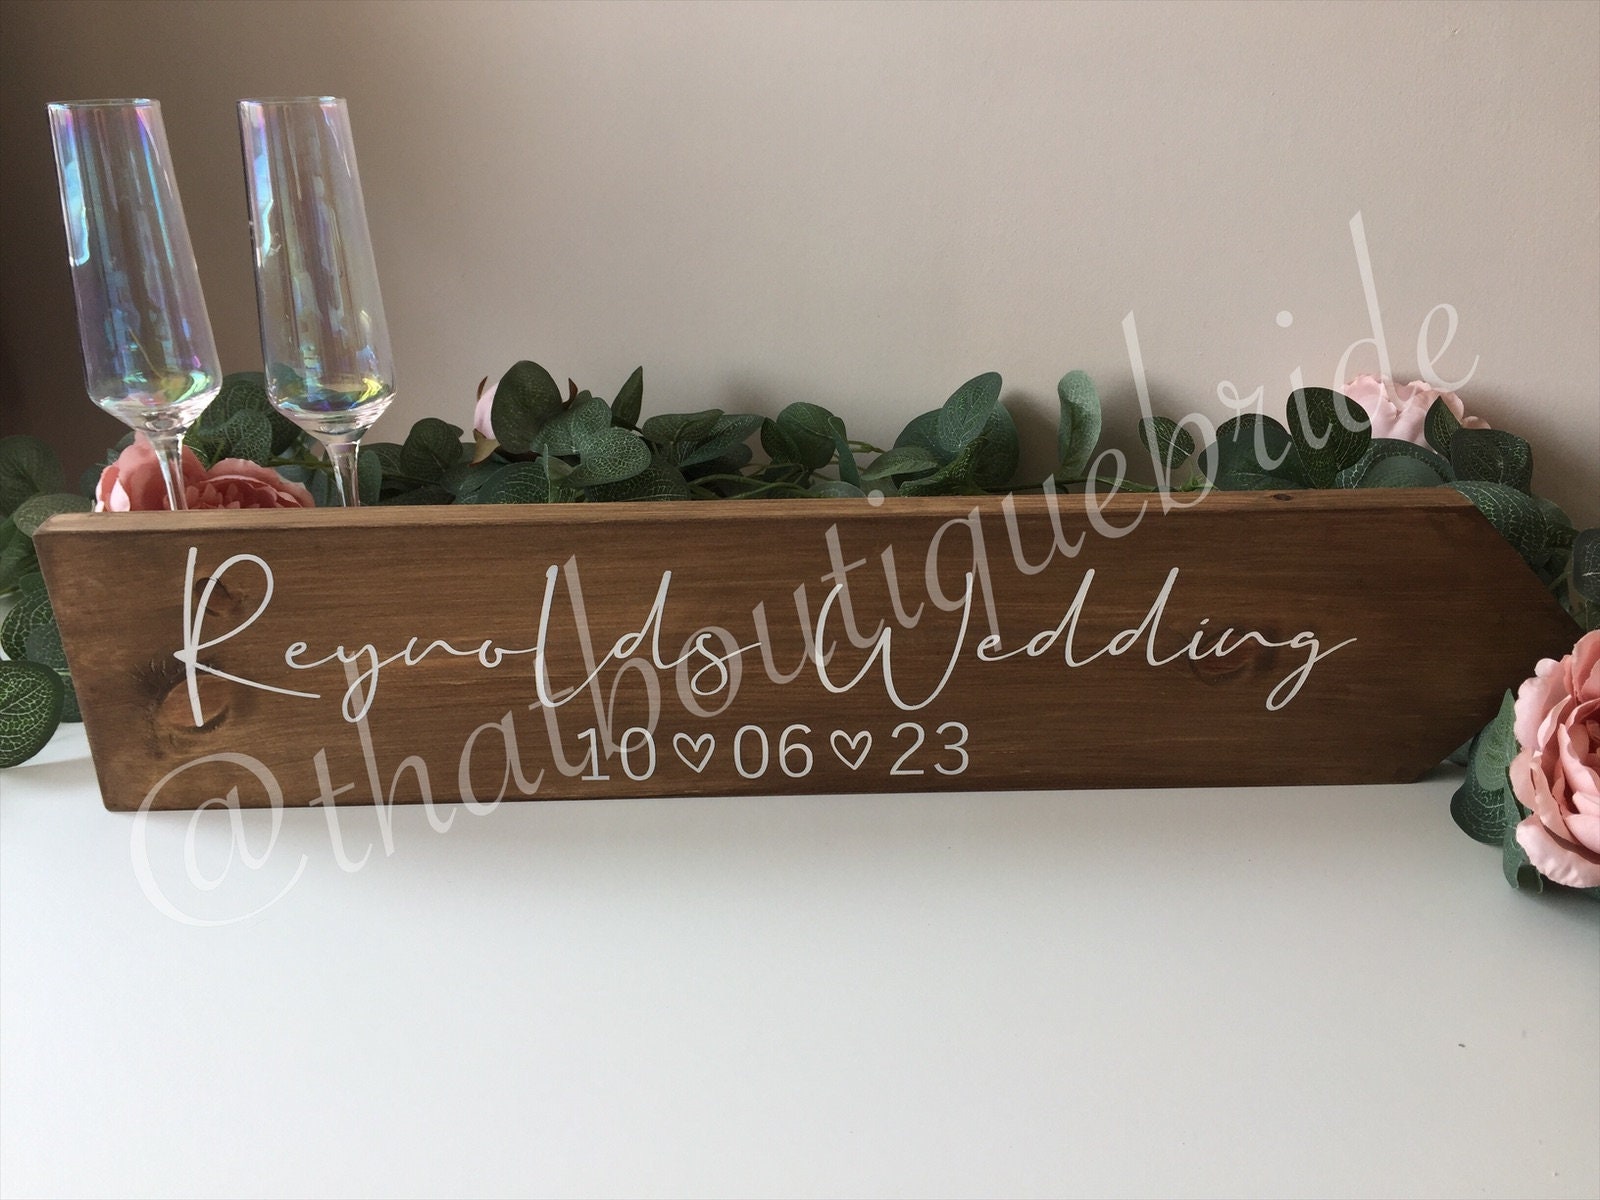 Reynolds Wedding
10♡06♡23
@thatboutiquebride